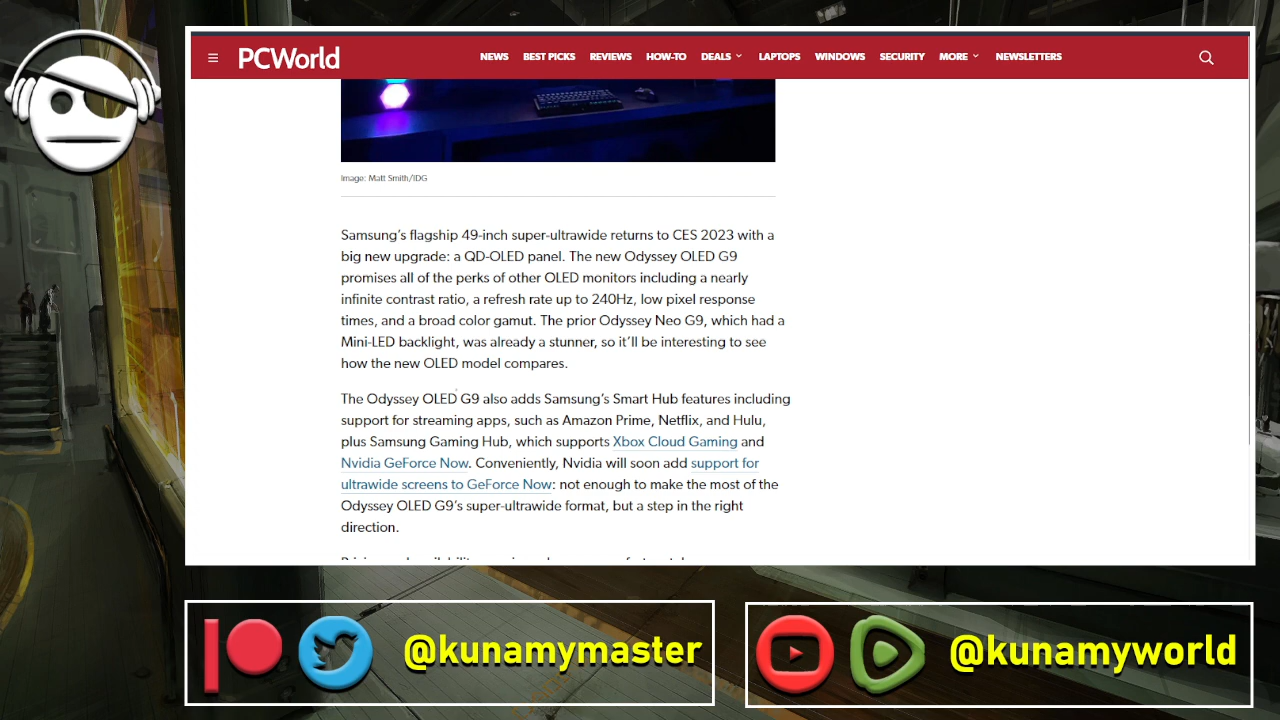 PCWorld
NEWS BEST PICKS REVIEWS HOW-TO DEALS LAPTOPS WINDOWS SECURITY MORE NEWSLETTERS
Image: Matt Smith/IDG
Samsung's flagship 49-inch super-ultrawide returns to CES 2023 with a
big new upgrade: a QD-OLED panel. The new Odyssey OLED G9
promises all of the perks of other OLED monitors including a nearly
infinite contrast ratio, a refresh rate up to 240Hz, low pixel response
times, and a broad color gamut. The prior Odyssey Neo G9, which had a
Mini-LED backlight, was already a stunner, so it'll be interesting to see
how the new OLED model compares.
The Odyssey OLED G9 also adds Samsung's Smart Hub features including
support for streaming apps, such as Amazon Prime, Netflix, and Hulu,
plus Samsung Gaming Hub, which supports Xbox Cloud Gaming and
Nvidia GeForce Now. Conveniently, Nvidia will soon add support for
ultrawide screens to GeForce Now: not enough to make the most of the
Odyssey OLED G9's super-ultrawide format, but a step in the right
direction.
@kunamymaster
@kunamyworld